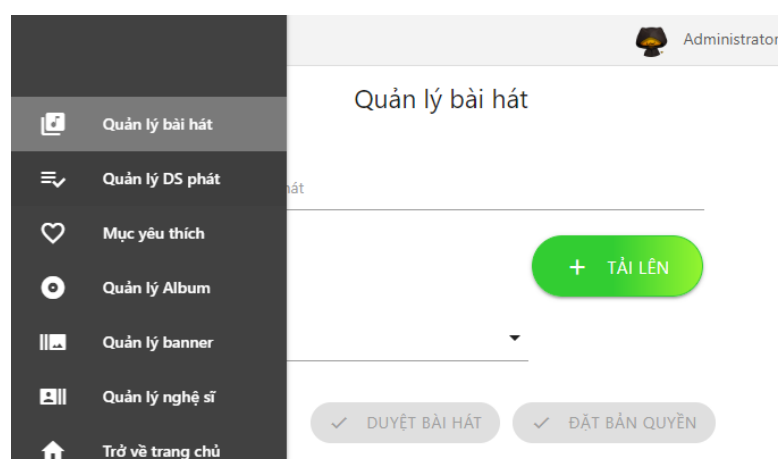 Administrator
Quản lý bài hát
Quản lý bài hát
Quản lý DS phát
hát
Mục yêu thích
+ TẢI LÊN
Quản lý Album
Quản lý banner
Quản lý nghệ sĩ
DUYỆT BÀI HÁT
ĐẶT BẢN QUYỀN
Trở về trang chủ